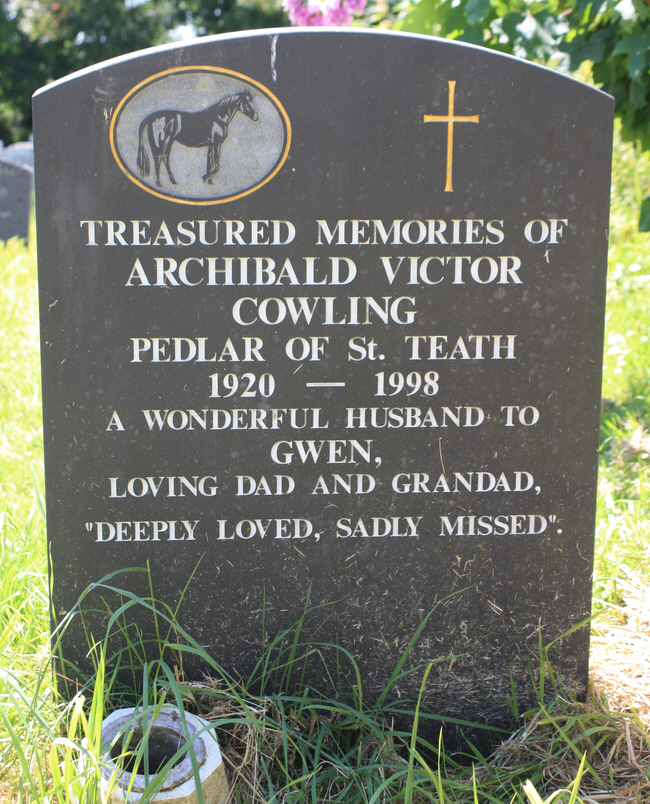 TREASURED MEMORIES OF
ARCHIBALD VICTOR
COWLING
PEDLAR OF St. TEATH
1920 — 1998
A WONDERFUL HUSBAND TO
GWEN,
LOVING DAD AND GRANDAD,
"DEEPLY LOVED, SADLY MISSED".